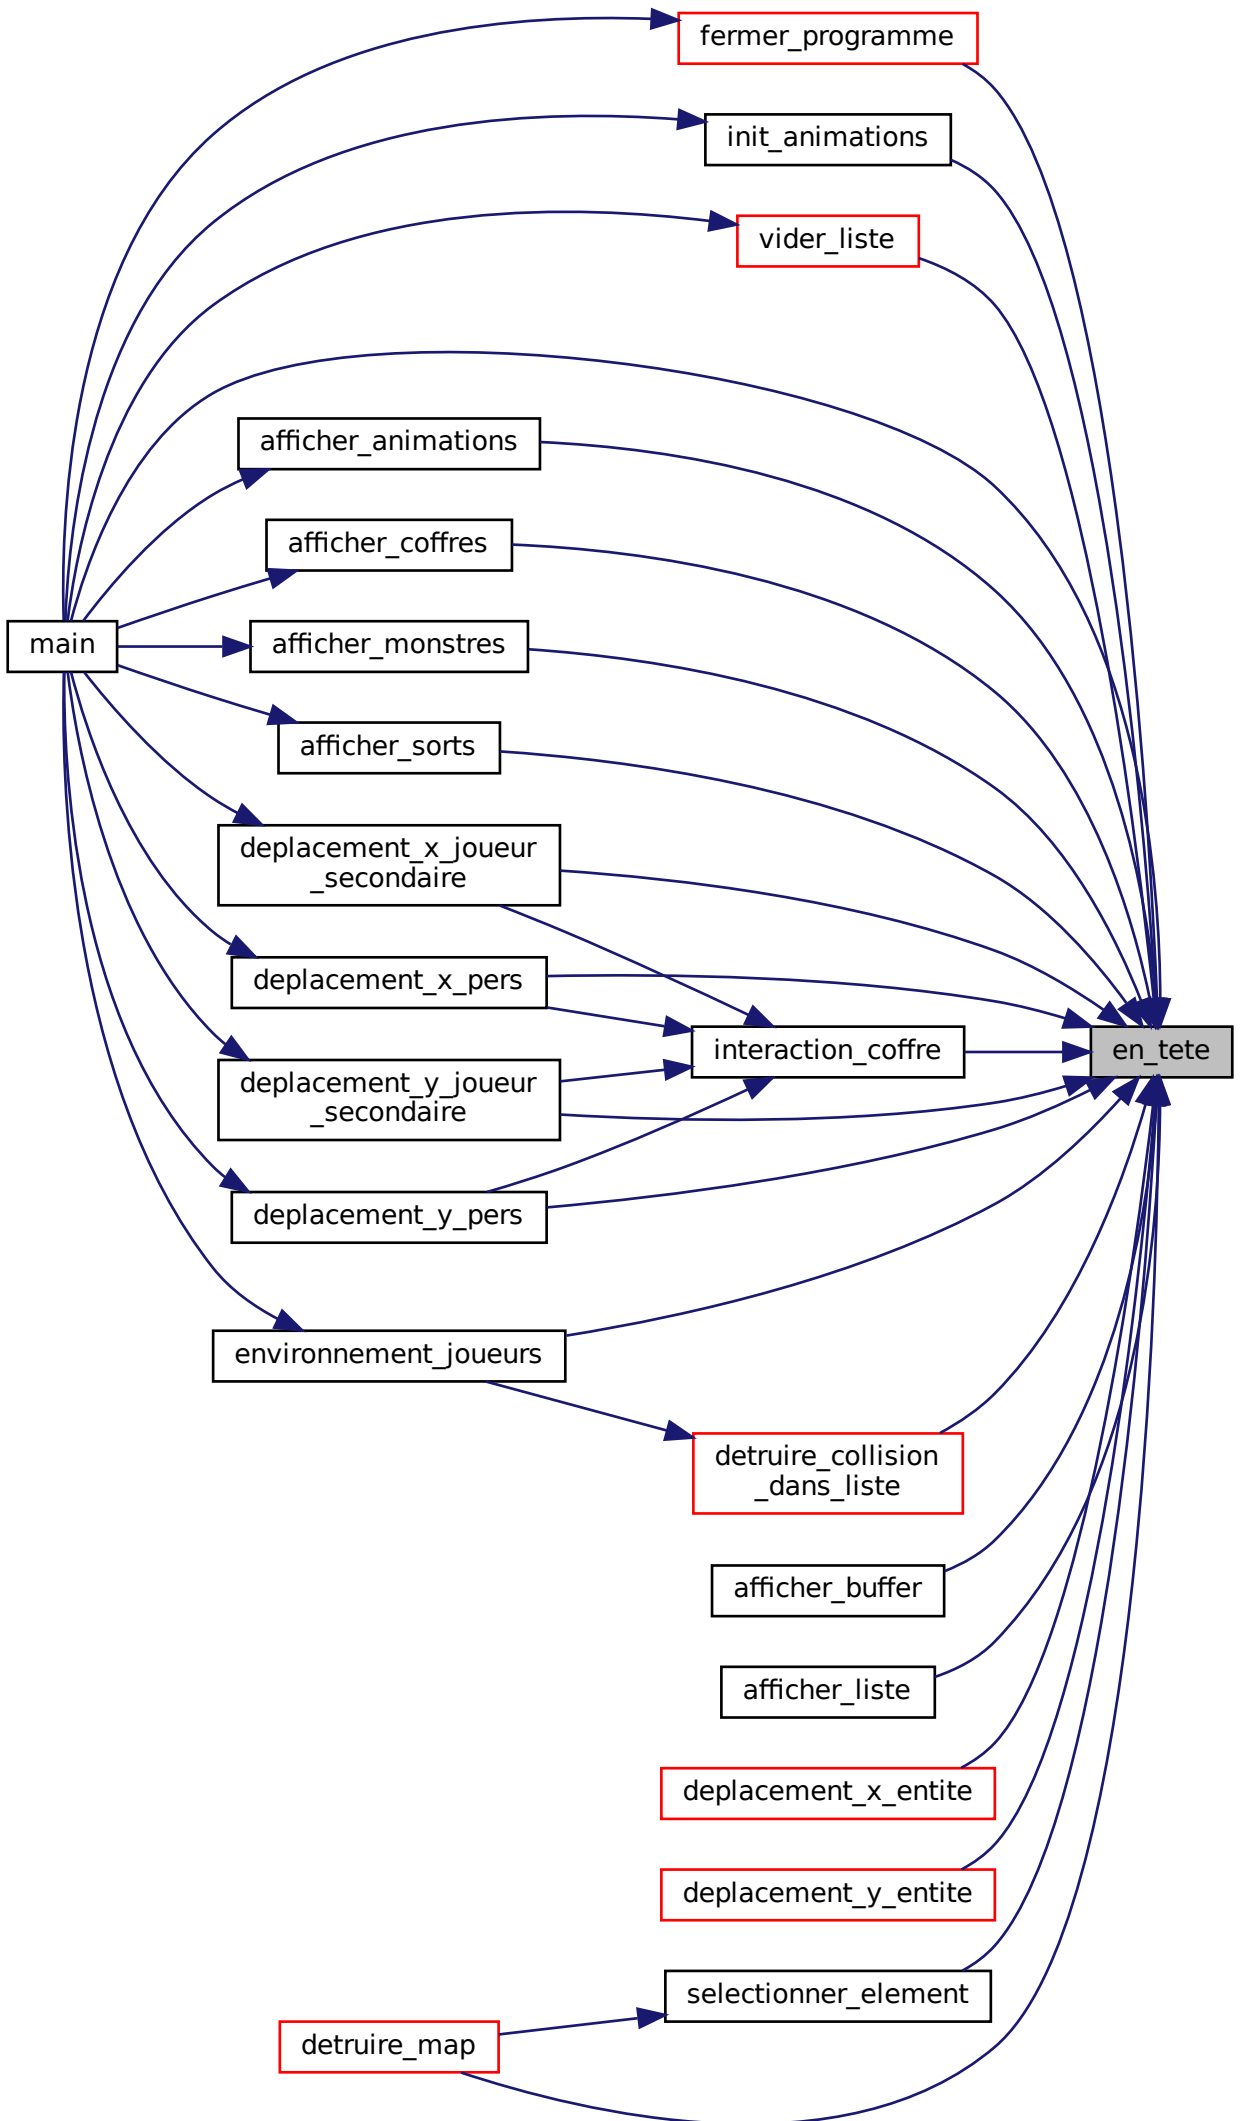 fermer_programme
init_animations
vider_liste
afficher_animations
afficher_coffres
main
afficher_monstres
afficher_sorts
deplacement_x_joueur
_secondaire
deplacement_x_pers
interaction_coffre
en_tete
deplacement_y_joueur
_secondaire
deplacement_y_pers
environnement_joueurs
detruire_collision
_dans_liste
afficher_buffer
afficher_liste
deplacement_x_entite
deplacement_y_entite
selectionner_element
detruire_map